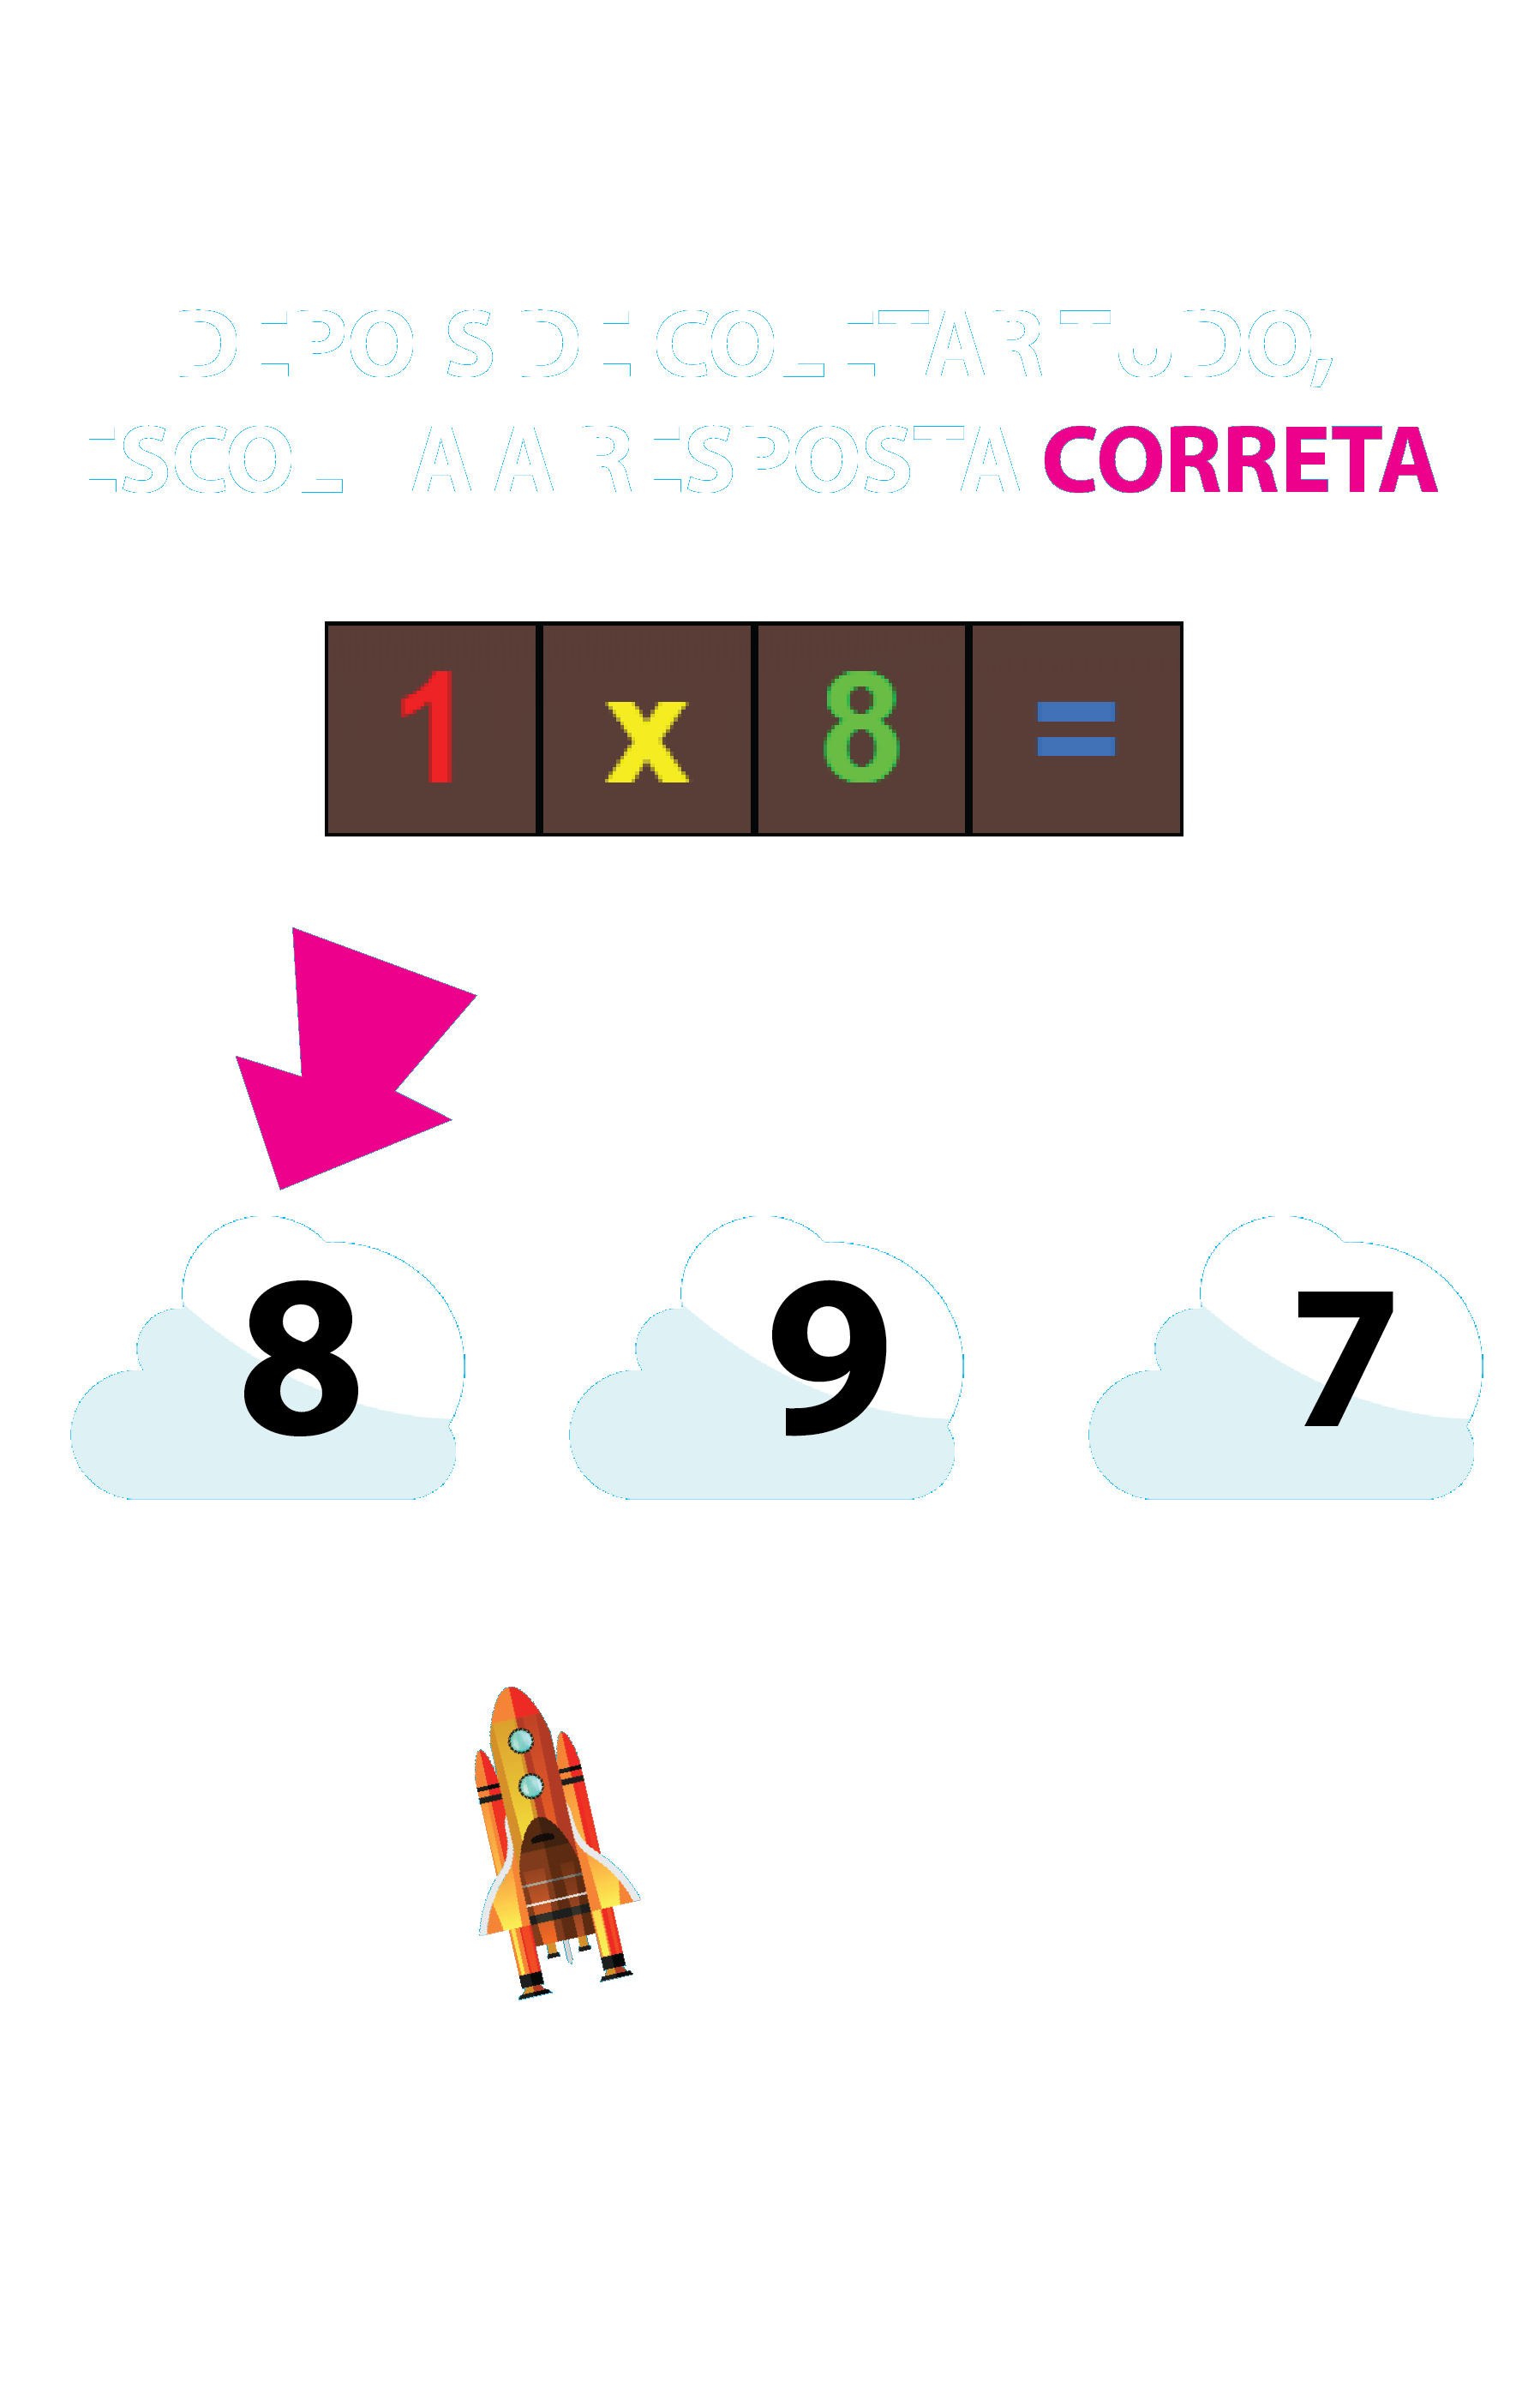 DEPOIS DE COLETAR TUDO,
ESCOLHA A RESPOSTA CORRETA
1 x 8 =
8 9 7